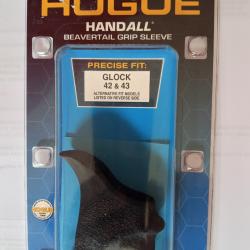 HOGUE
HANDALL®
BEAVERTAIL GRIP SLEEVE
PRECISE FIT:
GLOCK
42 & 43
ALTERNATIVE FIT MODELS
LISTED ON REVERSE SIDE